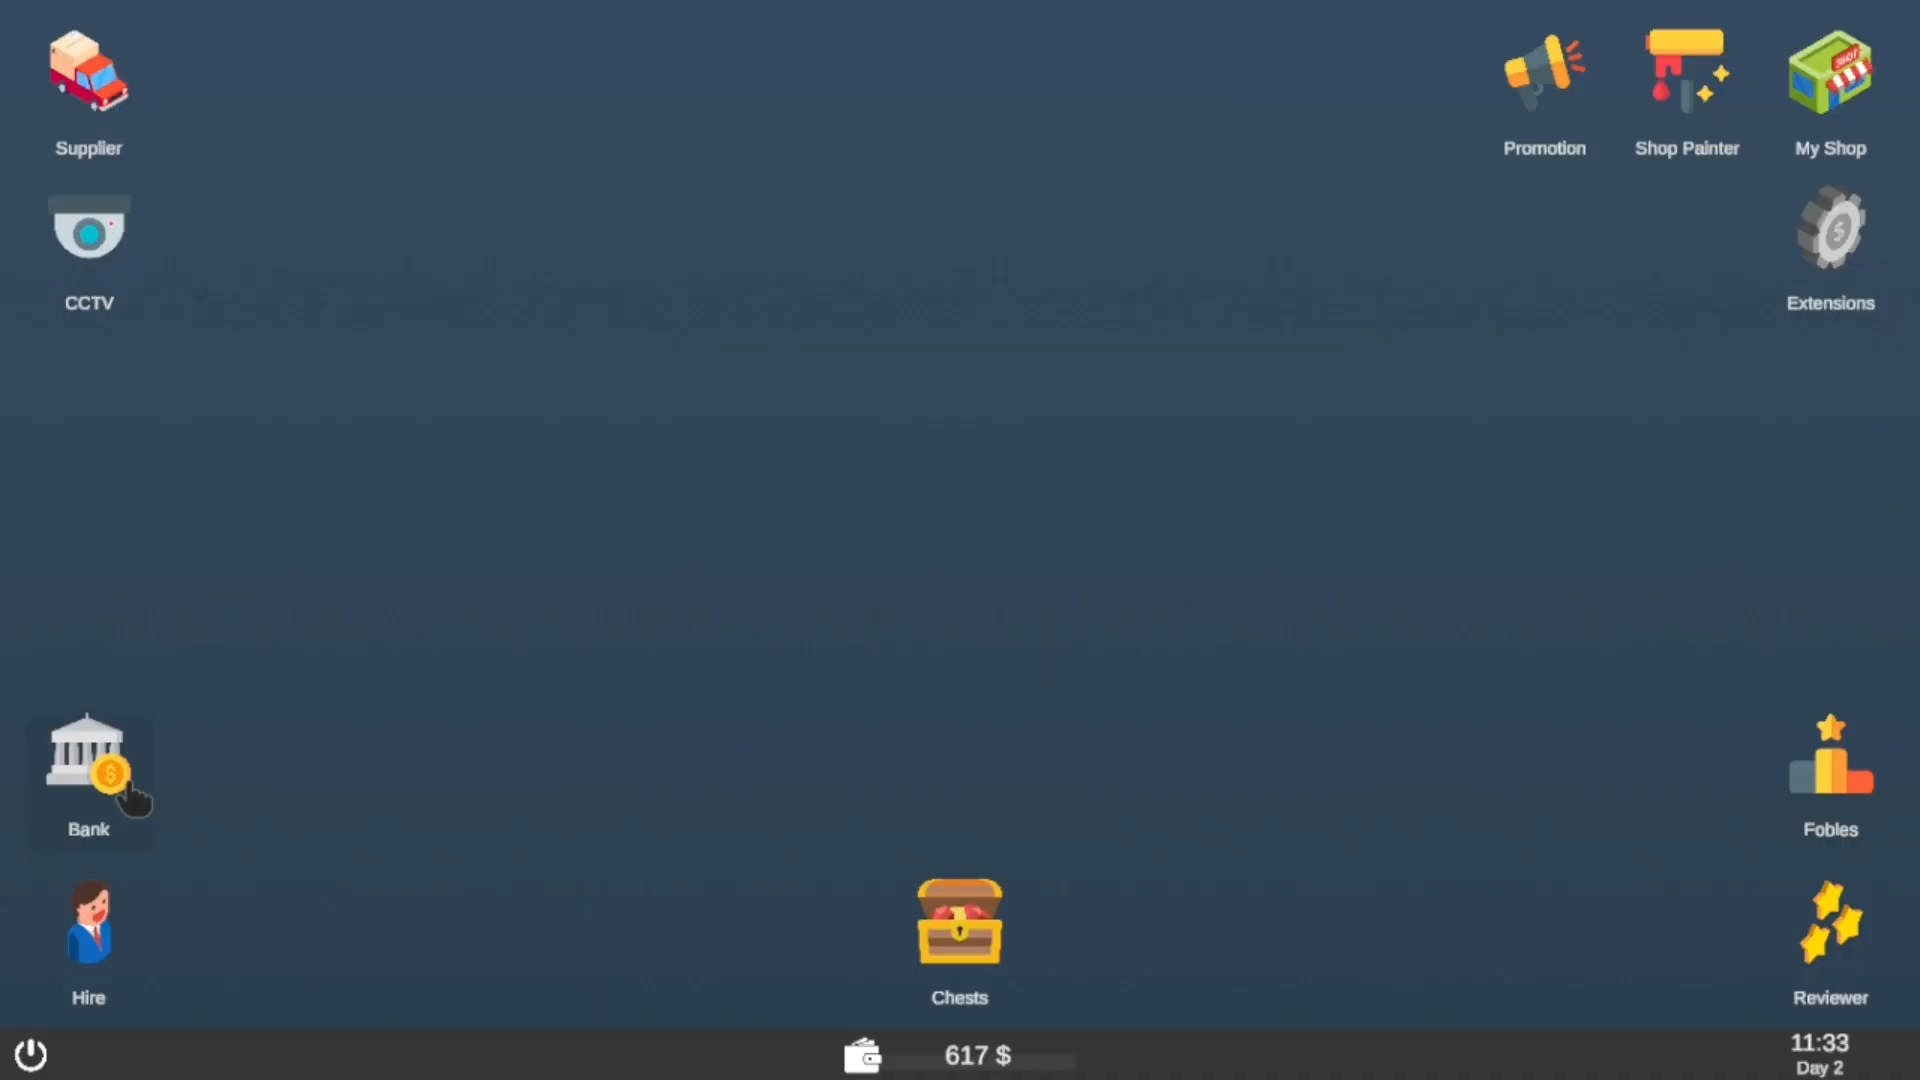 Supplier
Promotion
Shop Painter
My Shop
CCTV
Extensions
Bank
Fobles
Hire
Chests
Reviewer
617 $
11:33
Day 2